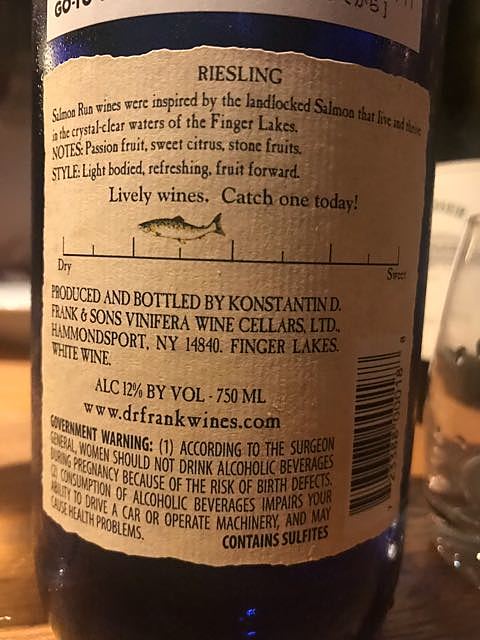 GO-TO
RIESLING
Salmon Run wines were inspired by the landlocked Salmon that live and thrive
in the crystal-clear waters of the Finger Lakes.
NOTES: Passion fruit, sweet citrus, stone fruits.
STYLE: Light bodied, refreshing, fruit forward.
Lively wines. Catch one today!
Dry
Sweet
PRODUCED AND BOTTLED BY KONSTANTIN D.
FRANK & SONS VINIFERA WINE CELLARS, LTD.,
HAMMONDSPORT, NY 14840. FINGER LAKES.
WHITE WINE.
ALC 12% BY VOL - 750 ML
www.drfrankwines.com
GOVERNMENT WARNING: (1) ACCORDING TO THE SURGEON
GENERAL, WOMEN SHOULD NOT DRINK ALCOHOLIC BEVERAGES
DURING PREGNANCY BECAUSE OF THE RISK OF BIRTH DEFECTS.
(2) CONSUMPTION OF ALCOHOLIC BEVERAGES IMPAIRS YOUR
ABILITY TO DRIVE A CAR OR OPERATE MACHINERY, AND MAY
CAUSE HEALTH PROBLEMS.
CONTAINS SULFITES